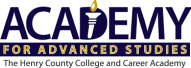 ACADEMY
FOR ADVANCED STUDIES
The Henry County College and Career Academy